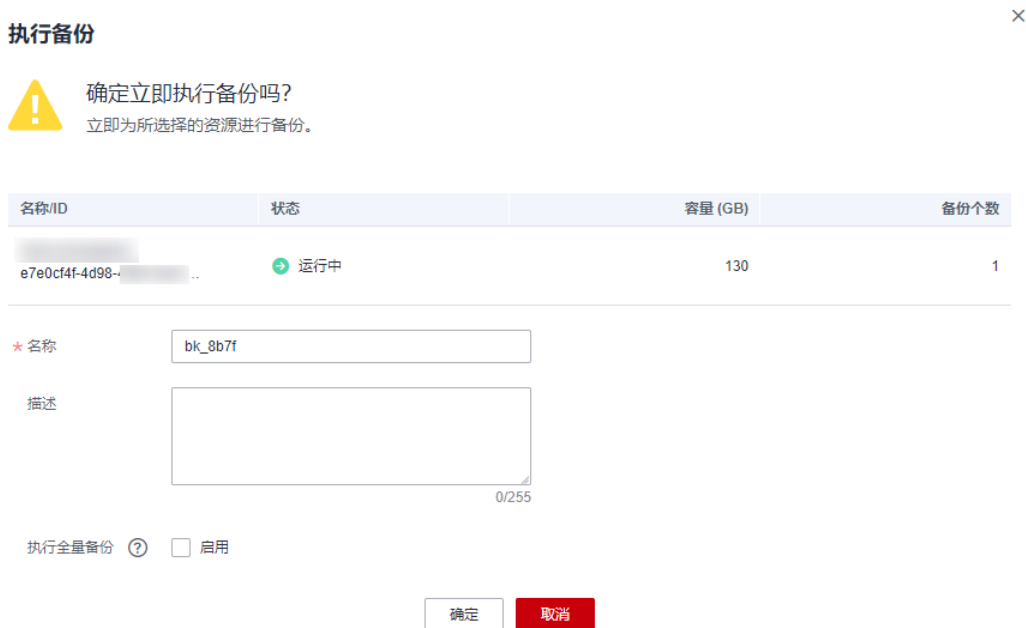 执行备份
确定立即执行备份吗?
立即为所选择的资源进行备份。
名称/ID 状态 容量 (GB) 备份个数
e7e0cf4f-4d98- .. 运行中 130 1
* 名称 bk_8b7f
描述
0/255
执行全量备份 ? 启用
确定 取消